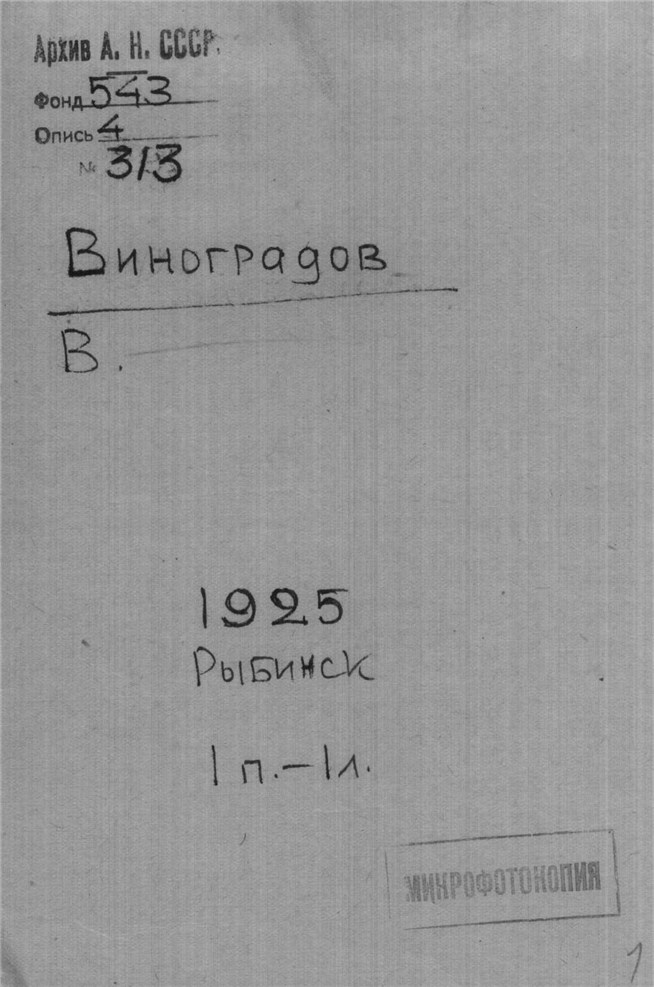 Архив А. Н. СССР.
Фонд 543
Опись 4
№ 313
Виноградов
В.
1925
Рыбинск
1 п. – 1 л.
МИКРОФОТОКОПИЯ
1